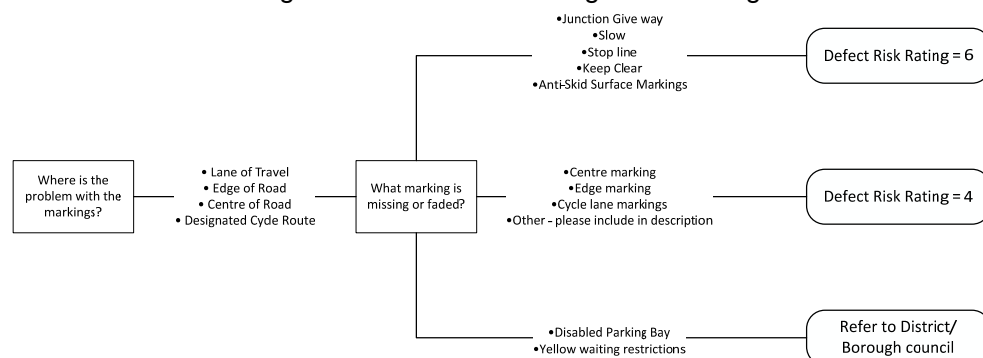 •Junction Give way
•Slow
•Stop line
•Keep Clear
•Anti-Skid Surface Markings
Defect Risk Rating = 6
Where is the
problem with the
markings?
• Lane of Travel
• Edge of Road
• Centre of Road
• Designated Cycle Route
What marking is
missing or faded?
•Centre marking
•Edge marking
•Cycle lane markings
•Other - please include in description
Defect Risk Rating = 4
•Disabled Parking Bay
•Yellow waiting restrictions
Refer to District/
Borough council